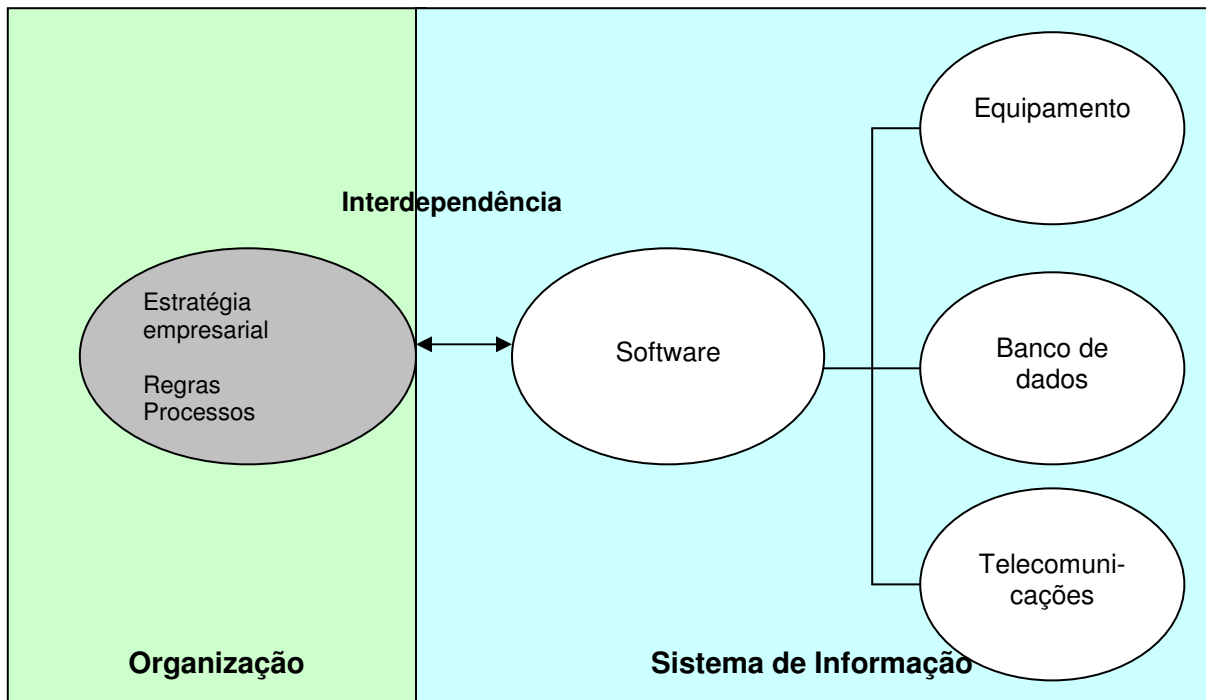 Equipamento
Interdependência
Estratégia
empresarial
Regras
Processos
Software
Banco de
dados
Telecomuni-
cações
Organização
Sistema de Informação